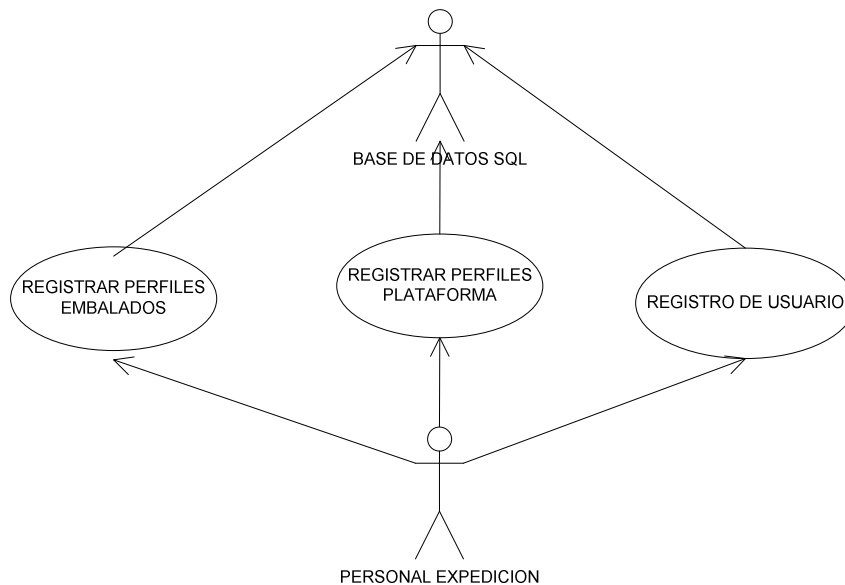 BASE DE DATOS SQL
REGISTRAR PERFILES
EMBALADOS
REGISTRAR PERFILES
PLATAFORMA
REGISTRO DE USUARIO
PERSONAL EXPEDICION